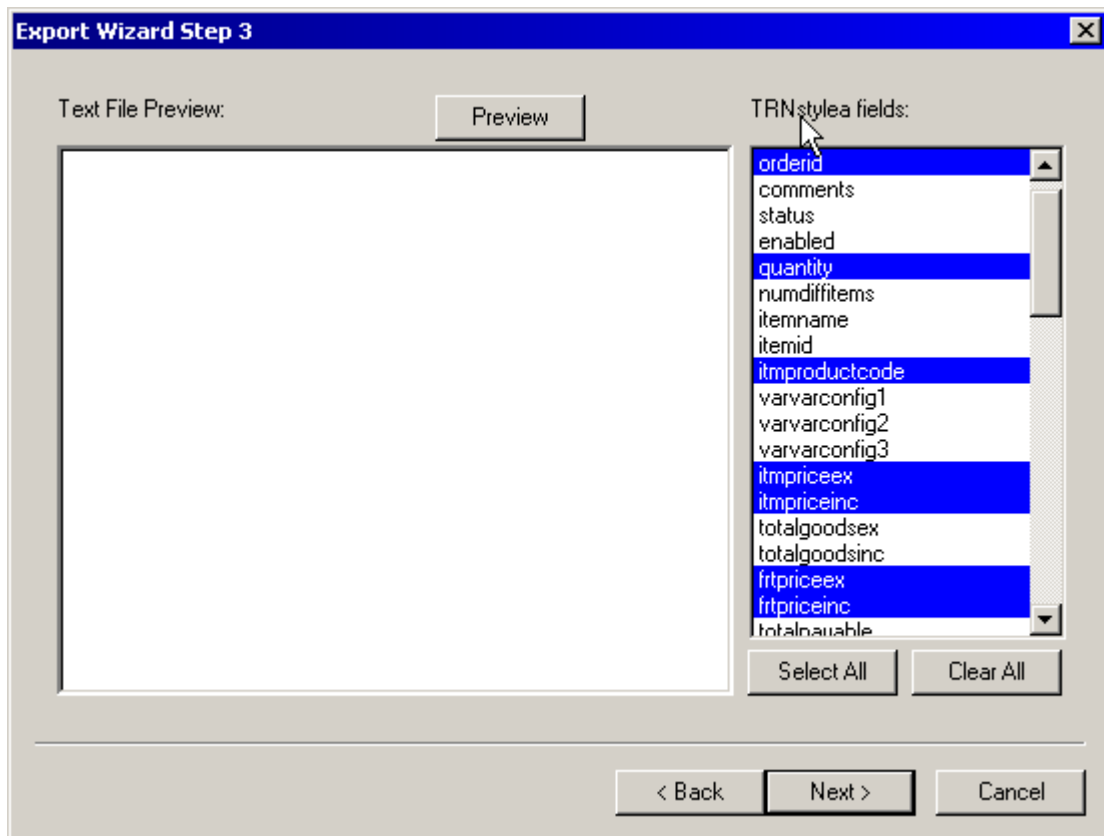 Export Wizard Step 3
Text File Preview:
Preview
TRNstylea fields:
orderid
comments
status
enabled
quantity
numdiffitems
itemname
itemid
itmproductcode
varvarconfig1
varvarconfig2
varvarconfig3
itmpriceex
itmpriceinc
totalgoodsex
totalgoodsinc
frtpriceex
frtpriceinc
totalpayable
Select All
Clear All
< Back
Next >
Cancel